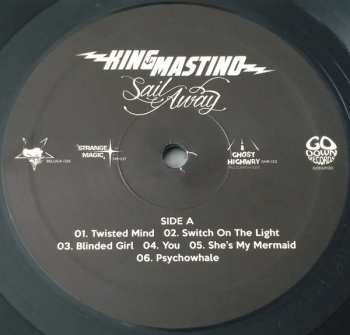 KING MASTINO
Sail Away
STRANGE MAGIC
GHOST HIGHWAY
GO DOWN RECORDS
SIDE A
01. Twisted Mind 02. Switch On The Light
03. Blinded Girl 04. You 05. She's My Mermaid
06. Psychowhale